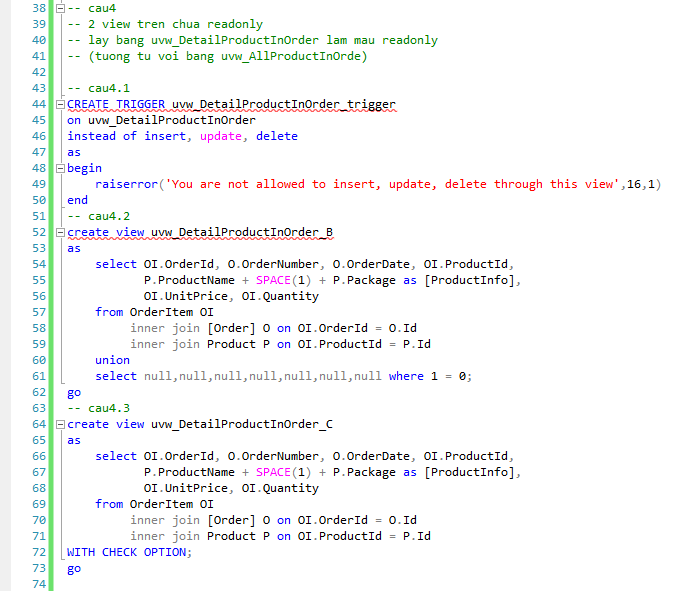 38 -- cau4
39 -- 2 view tren chua readonly
40 -- lay bang uvw_DetailProductInOrder lam mau readonly
41 -- (tuong tu voi bang uvw_AllProductInOrde)
42
43 -- cau4.1
44 CREATE TRIGGER uvw_DetailProductInOrder_trigger
45 on uvw_DetailProductInOrder
46 instead of insert, update, delete
47 as
48 begin
49     raiserror('You are not allowed to insert, update, delete through this view',16,1)
50 end
51 -- cau4.2
52 create view uvw_DetailProductInOrder_B
53 as
54     select OI.OrderId, O.OrderNumber, O.OrderDate, OI.ProductId,
55           P.ProductName + SPACE(1) + P.Package as [ProductInfo],
56           OI.UnitPrice, OI.Quantity
57     from OrderItem OI
58         inner join [Order] O on OI.OrderId = O.Id
59         inner join Product P on OI.ProductId = P.Id
60     union
61     select null,null,null,null,null,null,null where 1 = 0;
62 go
63 -- cau4.3
64 create view uvw_DetailProductInOrder_C
65 as
66     select OI.OrderId, O.OrderNumber, O.OrderDate, OI.ProductId,
67           P.ProductName + SPACE(1) + P.Package as [ProductInfo],
68           OI.UnitPrice, OI.Quantity
69     from OrderItem OI
70         inner join [Order] O on OI.OrderId = O.Id
71         inner join Product P on OI.ProductId = P.Id
72 WITH CHECK OPTION;
73 go
74